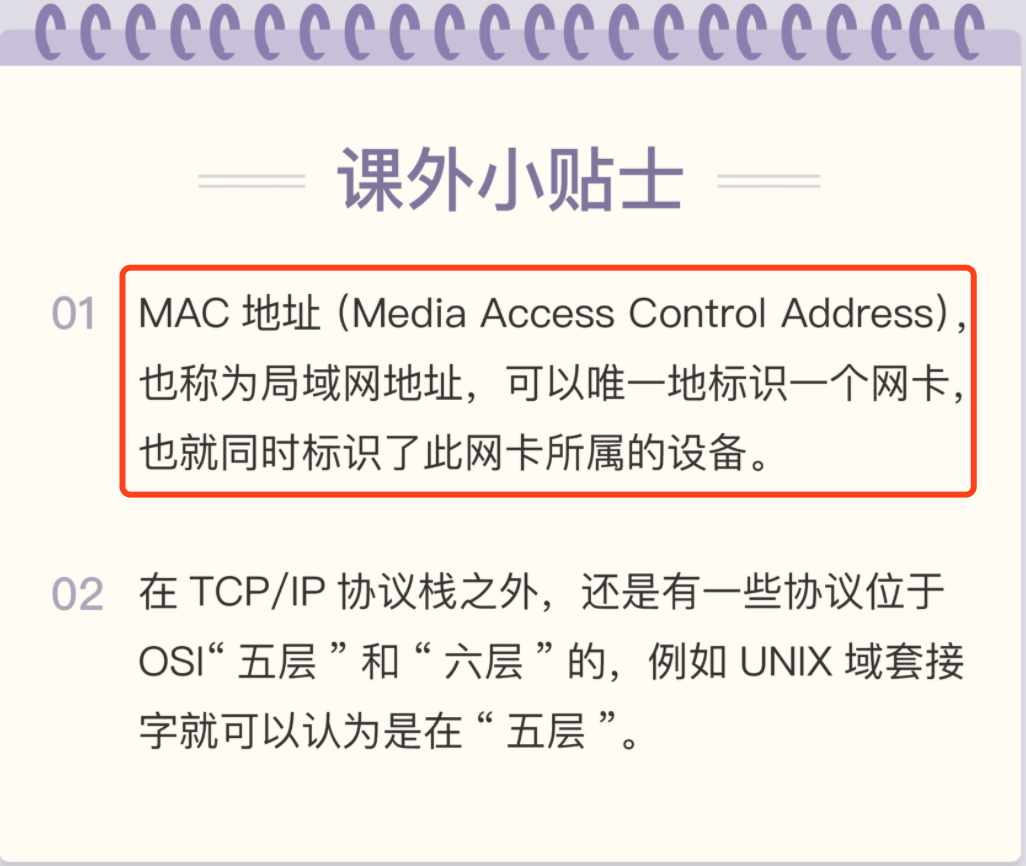 课外小贴士
01 MAC 地址（Media Access Control Address），
也称为局域网地址，可以唯一地标识一个网卡，
也就同时标识了此网卡所属的设备。
02 在 TCP/IP 协议栈之外，还是有一些协议位于
OSI“ 五层 ” 和 “ 六层 ” 的，例如 UNIX 域套接
字就可以认为是在 “ 五层 ”。